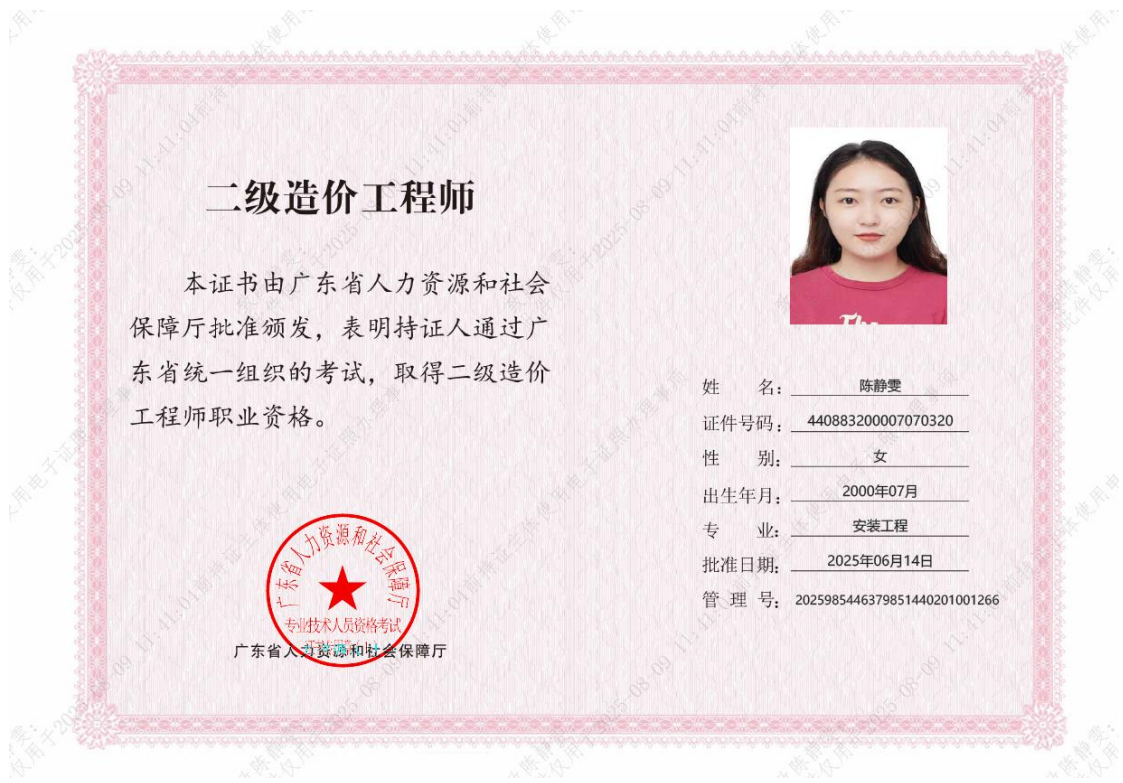 二级造价工程师
本证书由广东省人力资源和社会
保障厅批准颁发，表明持证人通过广
东省统一组织的考试，取得二级造价
工程师职业资格。
广东省人力资源和社会保障厅
专业技术人员资格考试
广东省人力资源和社会保障厅
The
姓 名：陈静雯
证件号码：440883200007070320
性 别：女
出生年月：2000年07月
专 业：安装工程
批准日期：2025年06月14日
管 理 号：2025985446379851440201001266